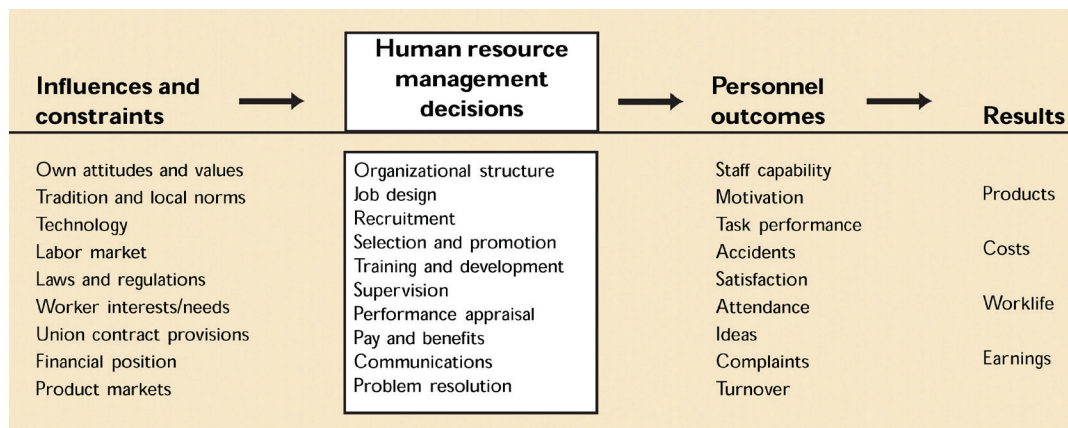 Influences and
constraints
Human resource
management
decisions
Personnel
outcomes
Results
Own attitudes and values
Tradition and local norms
Technology
Labor market
Laws and regulations
Worker interests/needs
Union contract provisions
Financial position
Product markets
Organizational structure
Job design
Recruitment
Selection and promotion
Training and development
Supervision
Performance appraisal
Pay and benefits
Communications
Problem resolution
Staff capability
Motivation
Task performance
Accidents
Satisfaction
Attendance
Ideas
Complaints
Turnover
Products
Costs
Worklife
Earnings